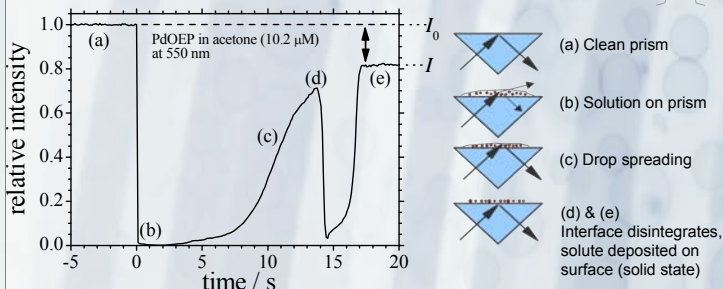 relative intensity
1.0
0.8
0.6
0.4
0.2
0.0
-5
0
5
10
15
20
time / s
(a)
PdOEP in acetone (10.2 μM)
at 550 nm
(b)
(c)
(d)
(e)
I0
I
(a) Clean prism
(b) Solution on prism
(c) Drop spreading
(d) & (e)
Interface disintegrates,
solute deposited on
surface (solid state)